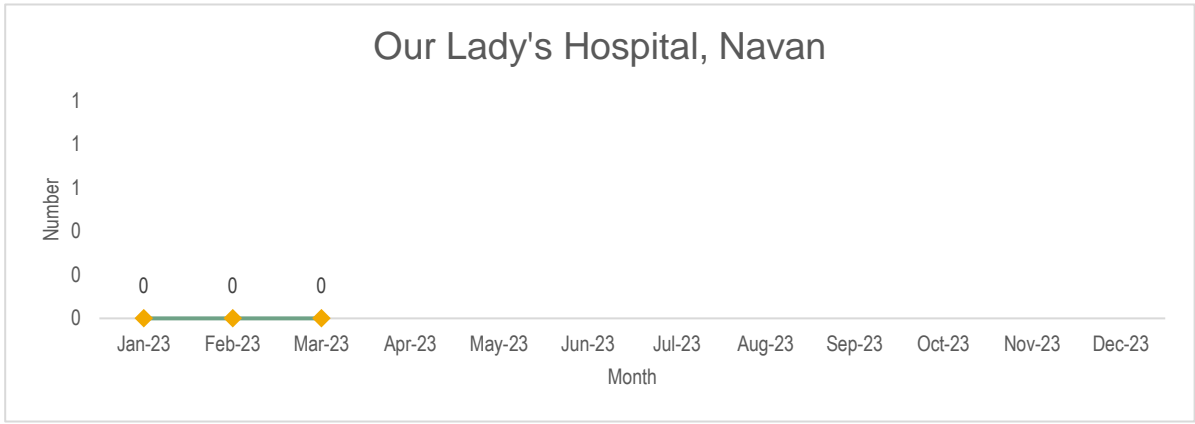 Our Lady's Hospital, Navan
1
1
1
0
0
0
Number
0 0 0
Jan-23 Feb-23 Mar-23 Apr-23 May-23 Jun-23 Jul-23 Aug-23 Sep-23 Oct-23 Nov-23 Dec-23
Month